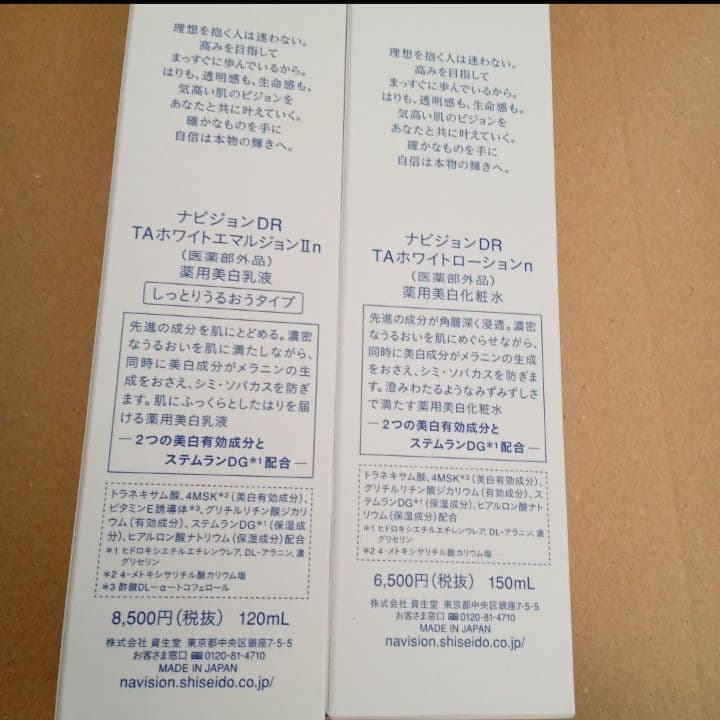 理想を抱く人は迷わない。
高みを目指して
まっすぐに歩んでいるから。
はりも、透明感も、生命感も。
気高い肌のビジョンを
あなたと共に叶えていく。
確かなものを手に
自信は本物の輝きへ。
ナビジョンDR
TAホワイトエマルジョンⅡn
(医薬部外品)
薬用美白乳液
しっとりうるおうタイプ
先進の成分を肌にとどめる。濃密
なうるおいを肌に満たしながら、
同時に美白成分がメラニンの生
成をおさえ、シミ・ソバカスを防ぎ
ます。肌にふっくらとしたはりを届
ける薬用美白乳液
―2つの美白有効成分と
ステムランDG*1配合―
トラネキサム酸、4MSK*2(美白有効成分)、
ビタミンE誘導体*3、グリチルリチン酸ジカリ
ウム(有効成分)、ステムランDG*1(保湿成
分)、ヒアルロン酸ナトリウム(保湿成分)配合
*1 ヒドロキシエチルエチレンウレア、DL-アラニン、濃
グリセリン
*2 4-メトキシサリチル酸カリウム塩
*3 酢酸DL-α-トコフェロール
8,500円(税抜) 120mL
株式会社 資生堂 東京都中央区銀座7-5-5
お客さま窓口 0120-81-4710
MADE IN JAPAN
navision.shiseido.co.jp/
理想を抱く人は迷わない。
高みを目指して
まっすぐに歩んでいるから。
はりも、透明感も、生命感も。
気高い肌のビジョンを
あなたと共に叶えていく。
確かなものを手に
自信は本物の輝きへ。
ナビジョンDR
TAホワイトローションn
(医薬部外品)
薬用美白化粧水
先進の成分が角層深く浸透。濃密
なうるおいを肌にめぐらせながら、
同時に美白成分がメラニンの生成
をおさえ、シミ・ソバカスを防ぎま
す。澄みわたるようなみずみずしさ
で満たす薬用美白化粧水
―2つの美白有効成分と
ステムランDG*1配合―
トラネキサム酸、4MSK*2(美白有効成分)、
グリチルリチン酸ジカリウム(有効成分)、ス
テムランDG*1(保湿成分)、ヒアルロン酸ナト
リウム(保湿成分)配合
*1 ヒドロキシエチルエチレンウレア、DL-アラニン、濃
グリセリン
*2 4-メトキシサリチル酸カリウム塩
6,500円(税抜) 150mL
株式会社 資生堂 東京都中央区銀座7-5-5
お客さま窓口 0120-81-4710
MADE IN JAPAN
navision.shiseido.co.jp/